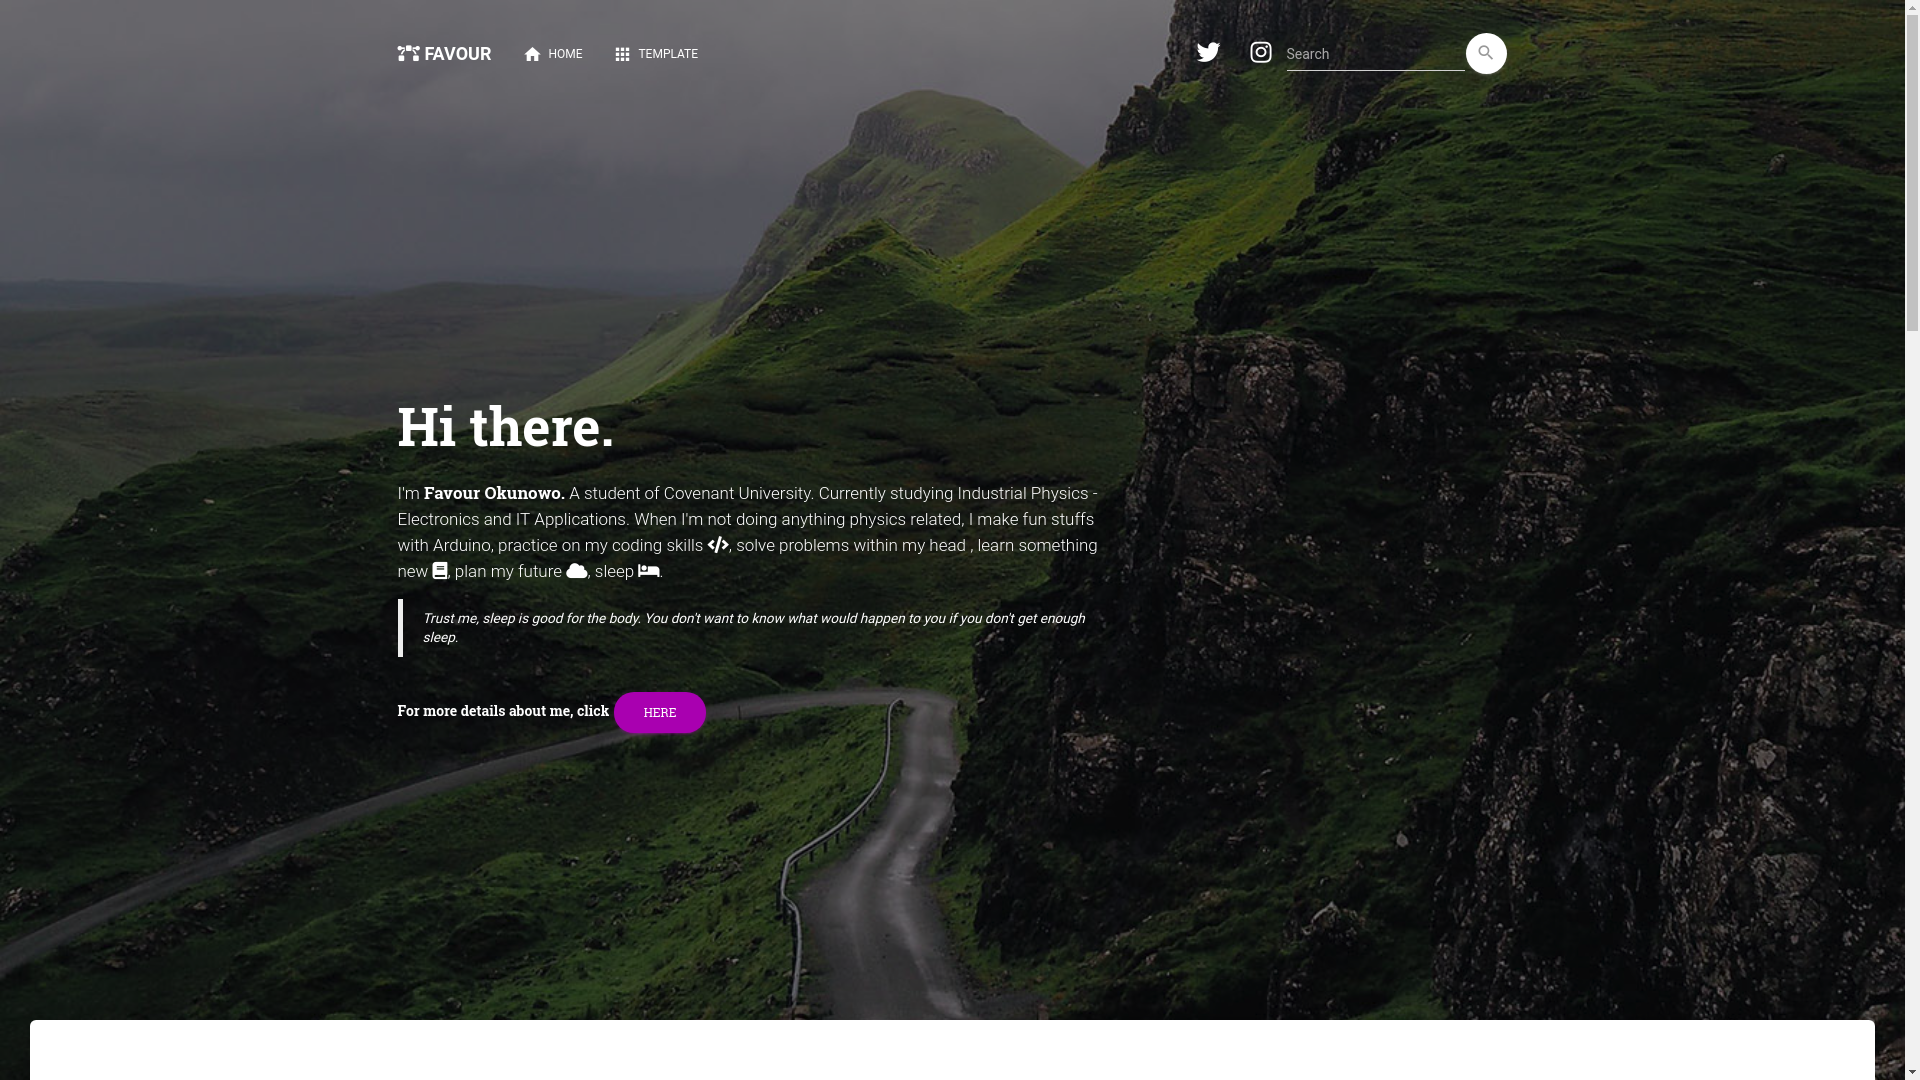 FAVOUR HOME TEMPLATE Search
Hi there.
I'm Favour Okunowo. A student of Covenant University. Currently studying Industrial Physics -
Electronics and IT Applications. When I'm not doing anything physics related, I make fun stuffs
with Arduino, practice on my coding skills , solve problems within my head , learn something
new , plan my future , sleep .
Trust me, sleep is good for the body. You don't want to know what would happen to you if you don't get enough
sleep.
For more details about me, click HERE